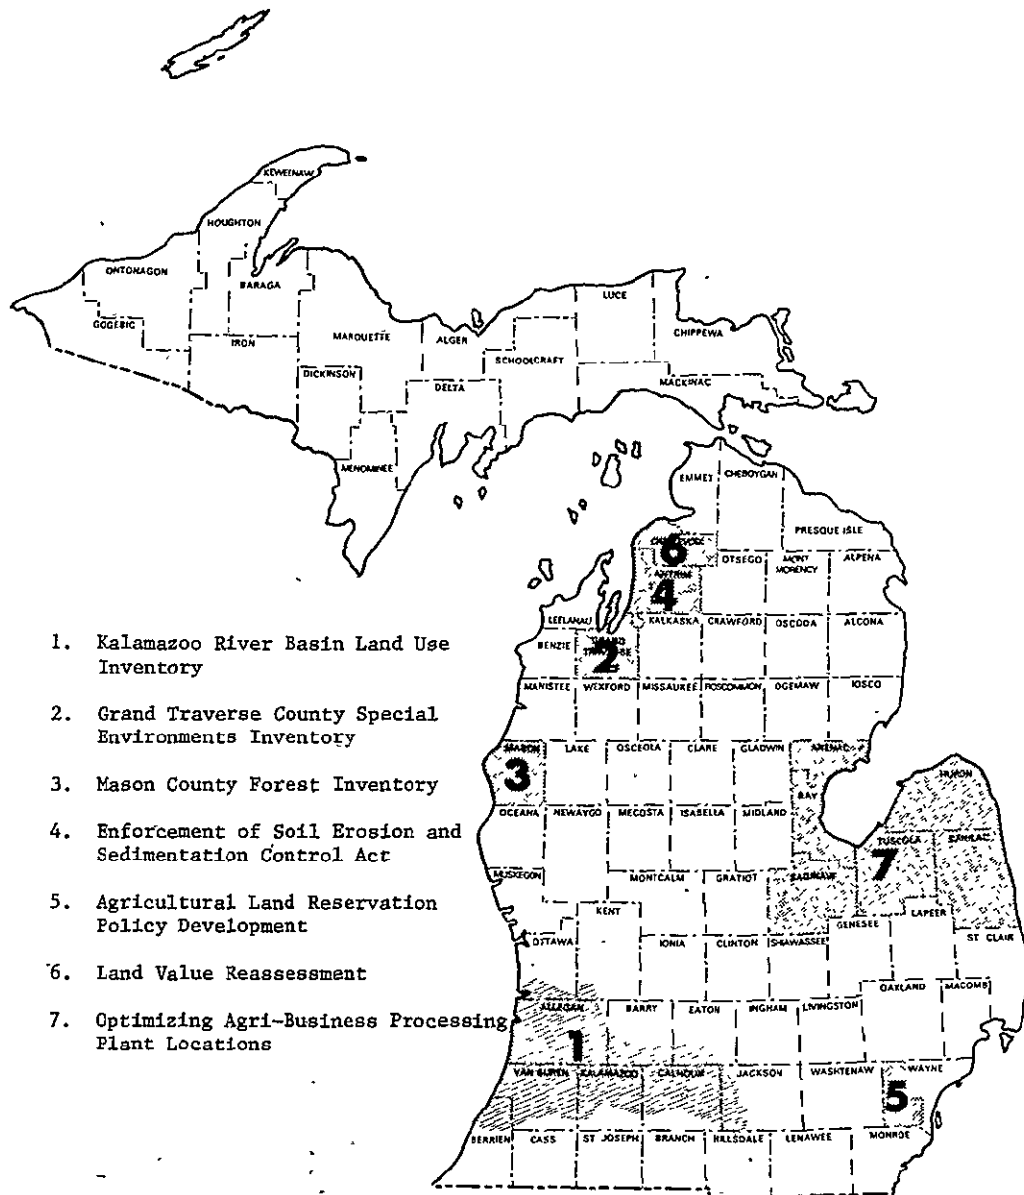 KEWEENAW
HOUGHTON
ONTONAGON
BARAGA
GOGEBIC
IRON
MARQUETTE
ALGER
LUCE
CHIPPEWA
SCHOOLCRAFT
DICKINSON
DELTA
MACKINAC
MENOMINEE
EMMET
CHEBOYGAN
PRESQUE ISLE
CHARLEVOIX
6
OTSEGO
MONT
MORENCY
ALPENA
ANTRIM
4
LEELANAU
KALKASKA
CRAWFORD
OSCODA
ALCONA
BENZIE
GRAND
TRAVERSE
2
MANISTEE
WEXFORD
MISSAUKEE
ROSCOMMON
OGEMAW
IOSCO
MASON
3
LAKE
OSCEOLA
CLARE
GLADWIN
ARENAC
HURON
BAY
OCEANA
NEWAYGO
MECOSTA
ISABELLA
MIDLAND
TUSCOLA
7
SANILAC
MUSKEGON
MONTCALM
GRATIOT
SAGINAW
KENT
GENESEE
LAPEER
ST CLAIR
OTTAWA
IONIA
CLINTON
SHIAWASSEE
OAKLAND
MACOMB
ALLEGAN
BARRY
EATON
INGHAM
LIVINGSTON
1
VAN BUREN
KALAMAZOO
CALHOUN
JACKSON
WASHTENAW
WAYNE
5
BERRIEN
CASS
ST JOSEPH
BRANCH
HILLSDALE
LENAWEE
MONROE
1. Kalamazoo River Basin Land Use
Inventory
2. Grand Traverse County Special
Environments Inventory
3. Mason County Forest Inventory
4. Enforcement of Soil Erosion and
Sedimentation Control Act
5. Agricultural Land Reservation
Policy Development
6. Land Value Reassessment
7. Optimizing Agri-Business Processing
Plant Locations